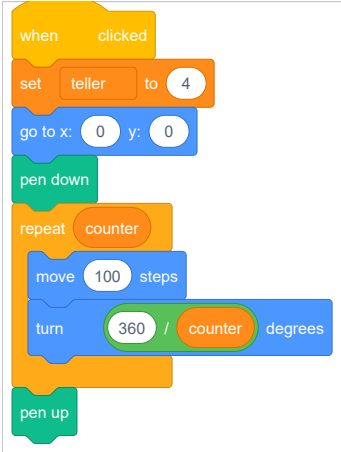 when clicked
set teller to 4
go to x: 0 y: 0
pen down
repeat counter
move 100 steps
turn 360 / counter degrees
pen up